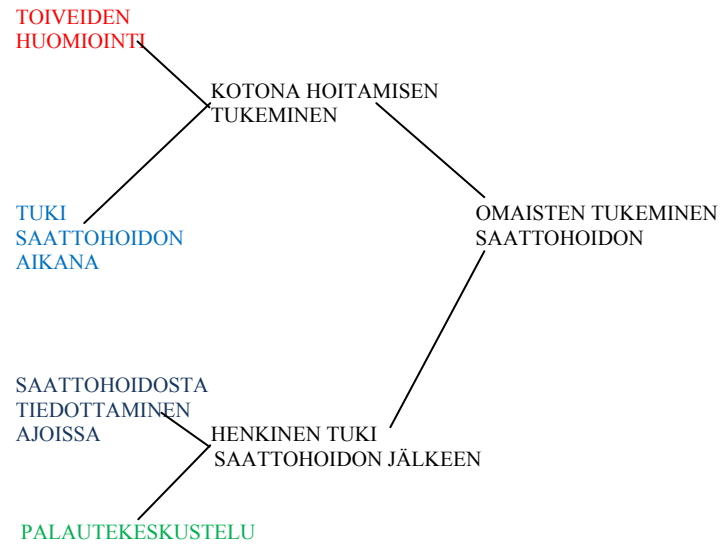 TOIVEIDEN
HUOMIOINTI
KOTONA HOITAMISEN
TUKEMINEN
TUKI
SAATTOHOIDON
AIKANA
OMAISTEN TUKEMINEN
SAATTOHOIDON
SAATTOHOIDOSTA
TIEDOTTAMINEN
AJOISSA
HENKINEN TUKI
SAATTOHOIDON JÄLKEEN
PALAUTEKESKUSTELU